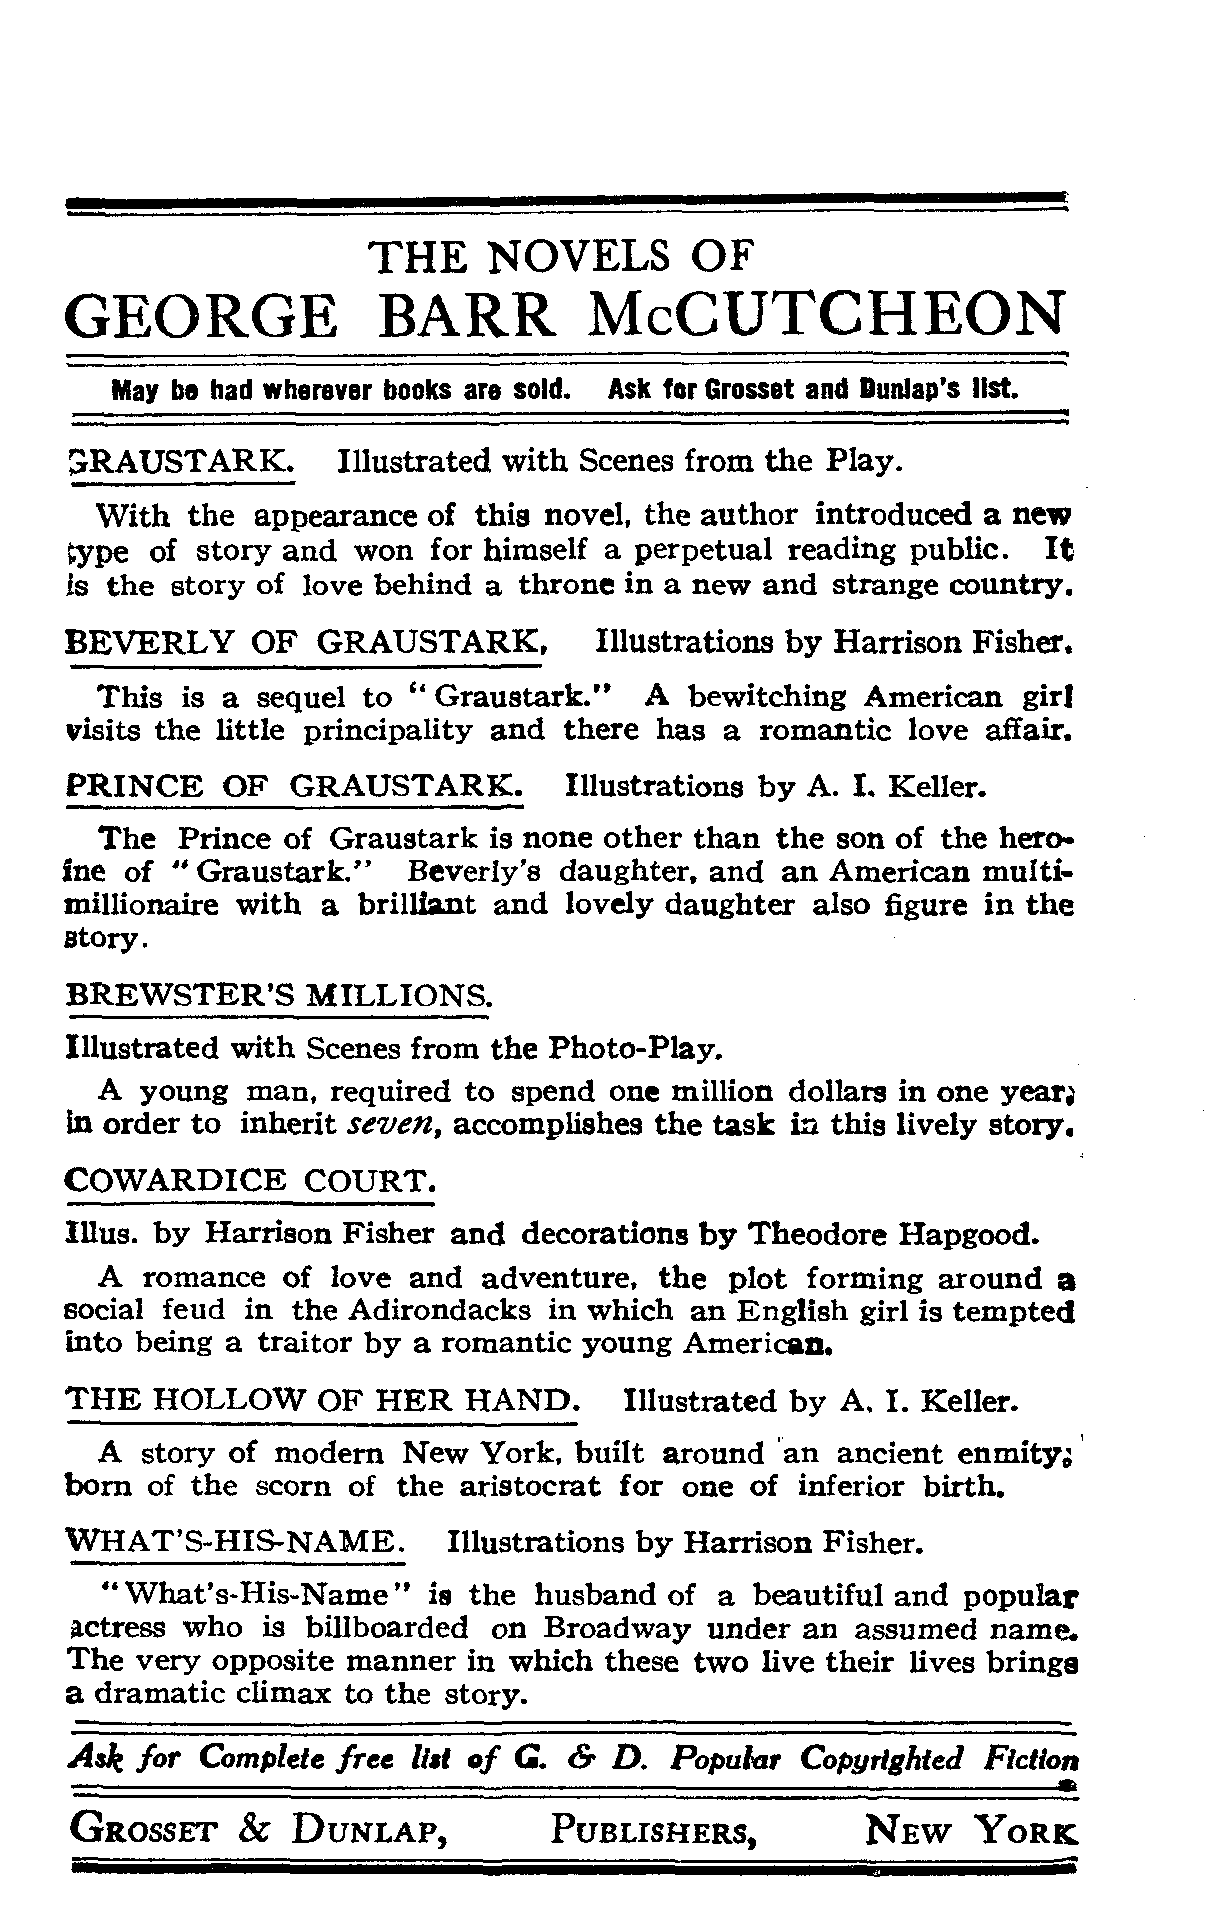 THE NOVELS OF
GEORGE BARR McCUTCHEON
May be had wherever books are sold. Ask for Grosset and Dunlap's list.
GRAUSTARK. Illustrated with Scenes from the Play.
With the appearance of this novel, the author introduced a new
type of story and won for himself a perpetual reading public. It
is the story of love behind a throne in a new and strange country.
BEVERLY OF GRAUSTARK, Illustrations by Harrison Fisher.
This is a sequel to "Graustark." A bewitching American girl
visits the little principality and there has a romantic love affair.
PRINCE OF GRAUSTARK. Illustrations by A. I. Keller.
The Prince of Graustark is none other than the son of the hero-
ine of "Graustark." Beverly's daughter, and an American multi-
millionaire with a brilliant and lovely daughter also figure in the
story.
BREWSTER'S MILLIONS.
Illustrated with Scenes from the Photo-Play.
A young man, required to spend one million dollars in one year;
in order to inherit seven, accomplishes the task in this lively story.
COWARDICE COURT.
Illus. by Harrison Fisher and decorations by Theodore Hapgood.
A romance of love and adventure, the plot forming around a
social feud in the Adirondacks in which an English girl is tempted
into being a traitor by a romantic young American.
THE HOLLOW OF HER HAND. Illustrated by A. I. Keller.
A story of modern New York, built around an ancient enmity;
born of the scorn of the aristocrat for one of inferior birth.
WHAT'S-HIS-NAME. Illustrations by Harrison Fisher.
"What's-His-Name" is the husband of a beautiful and popular
actress who is billboarded on Broadway under an assumed name.
The very opposite manner in which these two live their lives brings
a dramatic climax to the story.
Ask for Complete free list of G. & D. Popular Copyrighted Fiction
GROSSET & DUNLAP, PUBLISHERS, NEW YORK